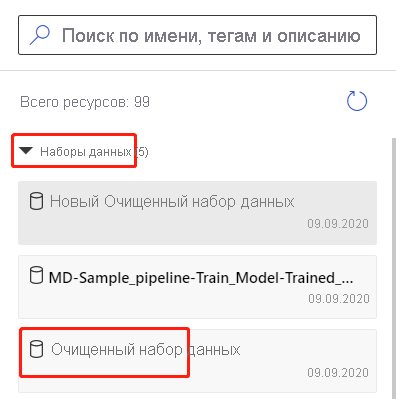 Поиск по имени, тегам и описанию
Всего ресурсов: 99
Наборы данных (5)
Новый Очищенный набор данных
09.09.2020
MD-Sample_pipeline-Train_Model-Trained_...
09.09.2020
Очищенный набор данных
09.09.2020